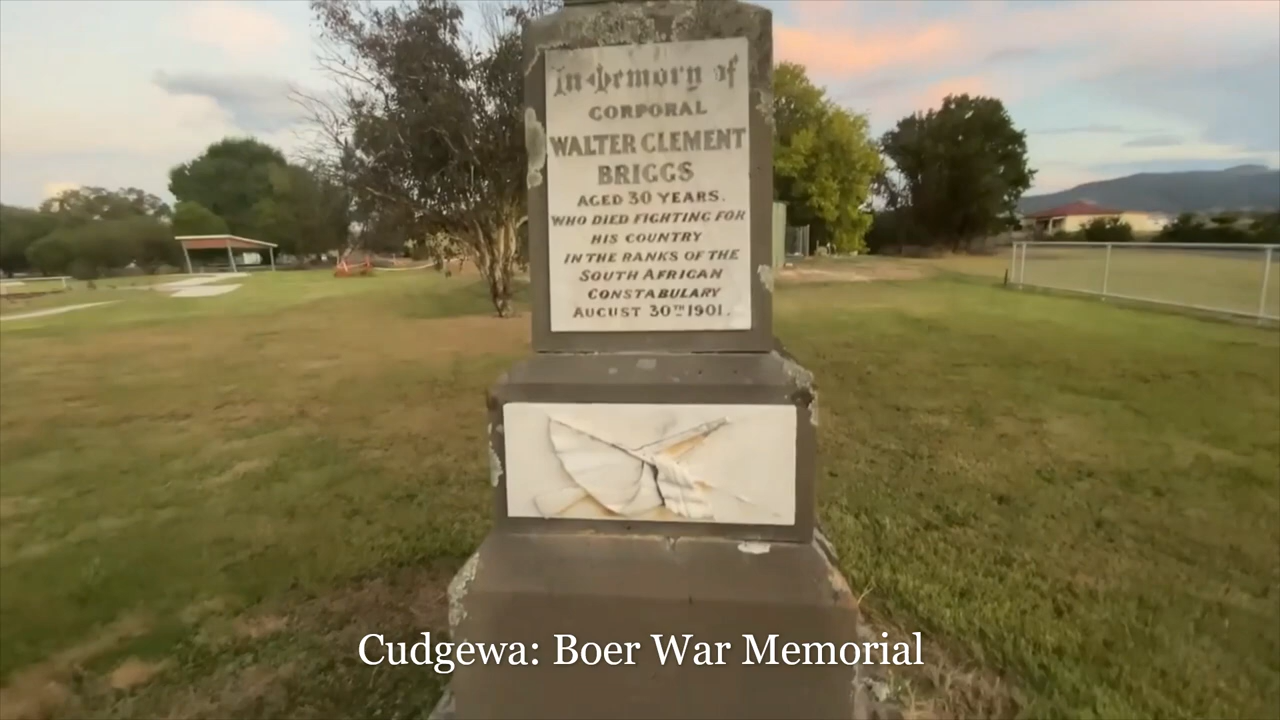 In Memory of
CORPORAL
WALTER CLEMENT
BRIGGS
AGED 30 YEARS.
WHO DIED FIGHTING FOR
HIS COUNTRY
IN THE RANKS OF THE
SOUTH AFRICAN
CONSTABULARY
AUGUST 30TH 1901.
Cudgewa: Boer War Memorial